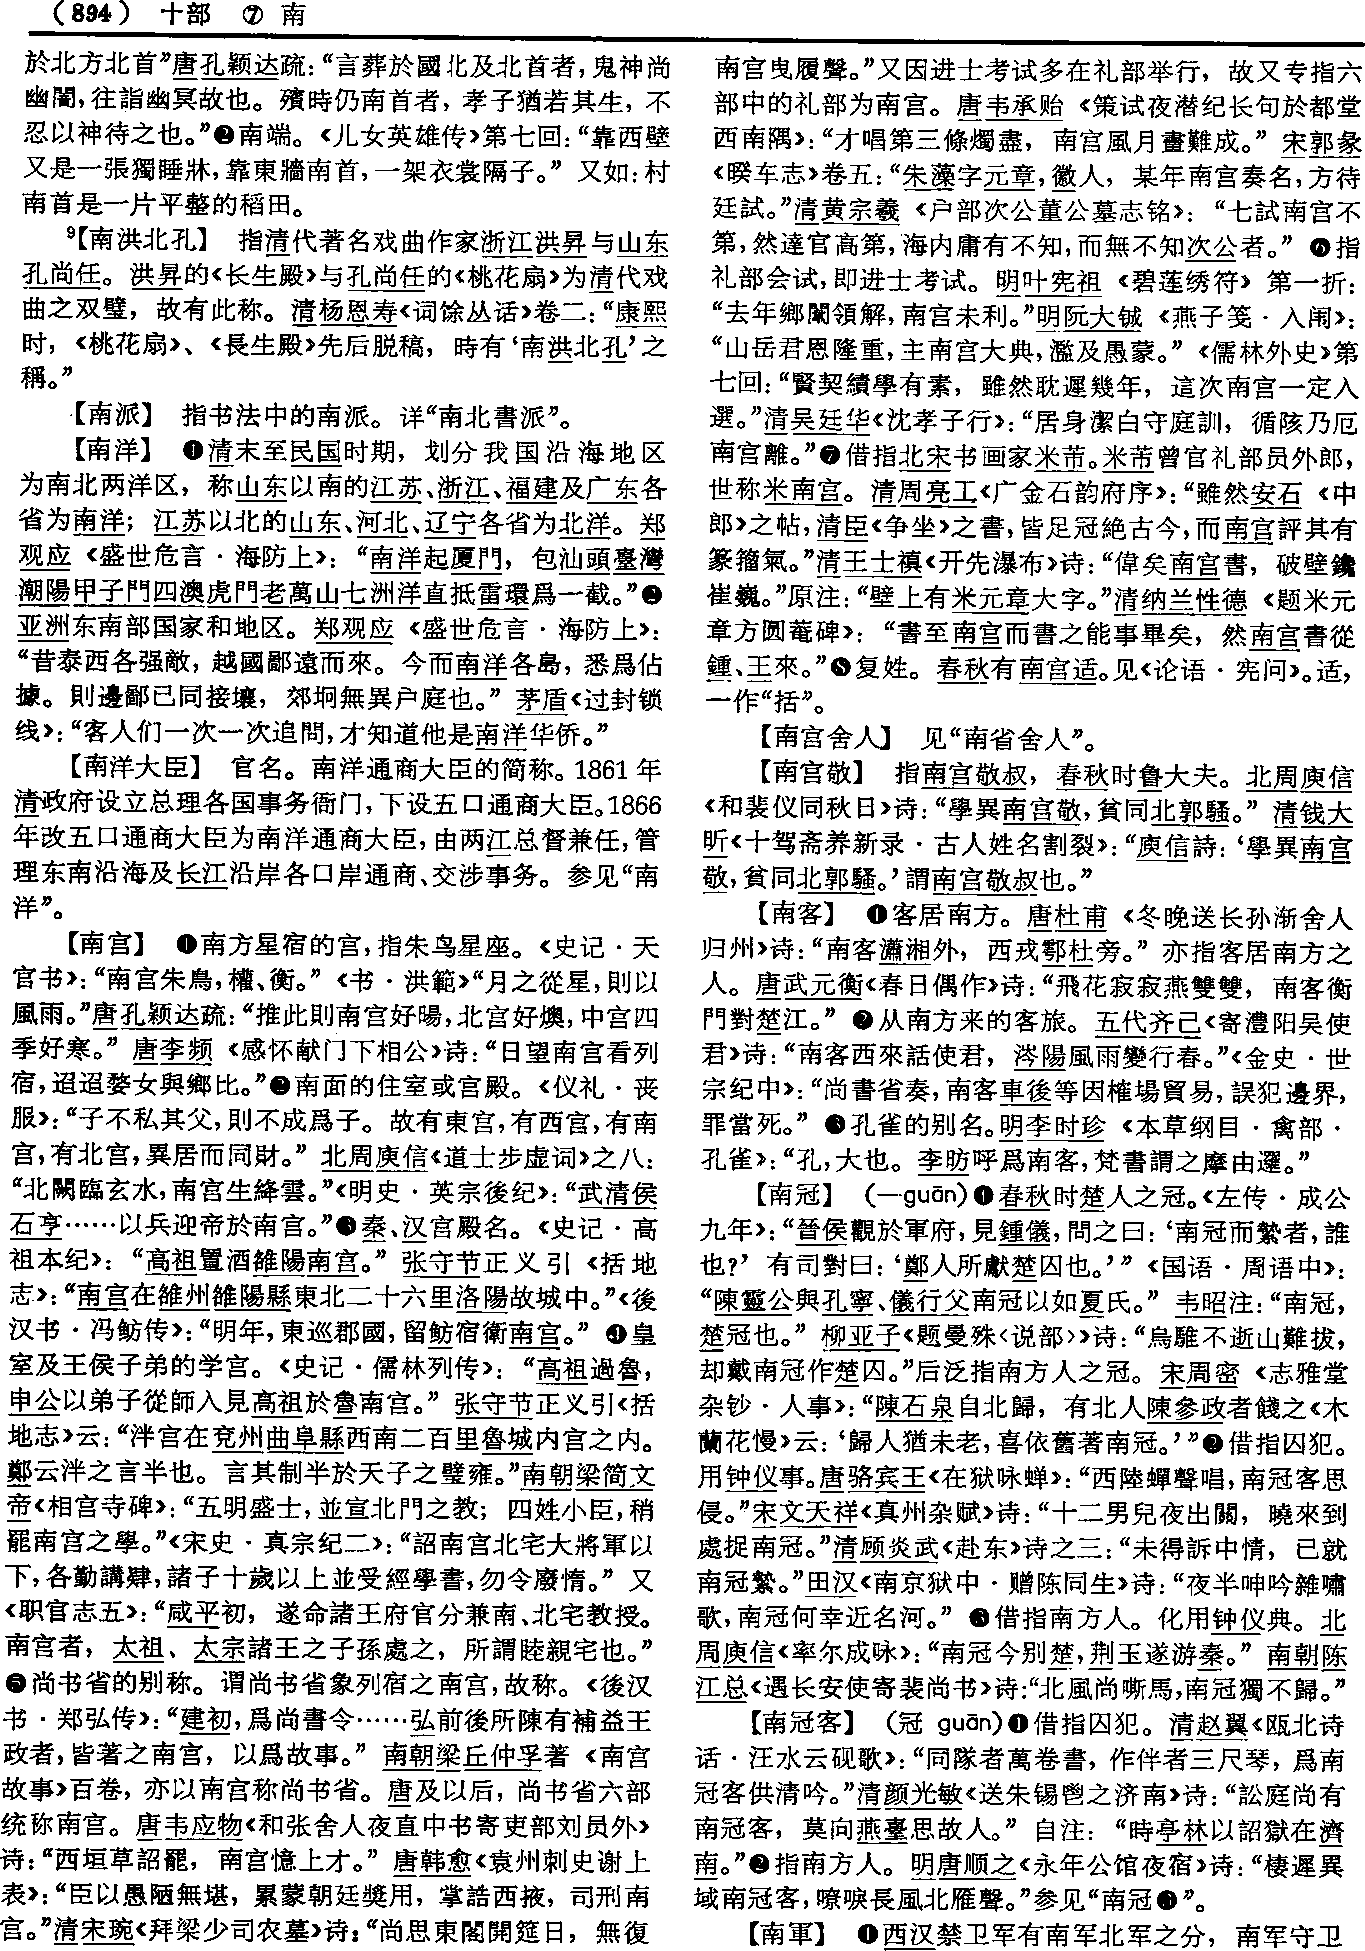 （894） 十部 ⑦ 南
於北方北首”唐孔颖达疏：“言葬於國北及北首者，鬼神尚
幽闇，往詣幽冥故也。殯時仍南首者，孝子猶若其生，不
忍以神待之也。”❷南端。《儿女英雄传》第七回：“靠西壁
又是一張獨睡牀，靠東牆南首，一架衣裳隔子。” 又如：村
南首是一片平整的稻田。
⁹【南洪北孔】 指清代著名戏曲作家浙江洪昇与山东
孔尚任。洪昇的《长生殿》与孔尚任的《桃花扇》为清代戏
曲之双璧，故有此称。清杨恩寿《词馀丛话》卷二：“康熙
时，《桃花扇》、《長生殿》先后脱稿，時有‘南洪北孔’之
稱。”
【南派】 指书法中的南派。详“南北書派”。
【南洋】 ❶清末至民国时期，划分我国沿海地区
为南北两洋区，称山东以南的江苏、浙江、福建及广东各
省为南洋；江苏以北的山东、河北、辽宁各省为北洋。郑
观应《盛世危言·海防上》：“南洋起厦門，包汕頭臺灣
潮陽甲子門四澳虎門老萬山七洲洋直抵雷環爲一截。”❷
亚洲东南部国家和地区。郑观应《盛世危言·海防上》：
“昔泰西各强敵，越國鄙遠而來。今而南洋各島，悉爲佔
據。則邊鄙已同接壤，郊坰無異户庭也。”茅盾《过封锁
线》：“客人们一次一次追問，才知道他是南洋华侨。”
【南洋大臣】 官名。南洋通商大臣的简称。1861年
清政府设立总理各国事务衙门，下设五口通商大臣。1866
年改五口通商大臣为南洋通商大臣，由两江总督兼任，管
理东南沿海及长江沿岸各口岸通商、交涉事务。参见“南
洋”。
【南宫】 ❶南方星宿的宫，指朱鸟星座。《史记·天
官书》：“南宫朱鳥，權、衡。”《书·洪範》“月之從星，則以
風雨。”唐孔颖达疏：“推此則南宫好暘，北宫好燠，中宫四
季好寒。”唐李频《感怀献门下相公》诗：“日望南宫看列
宿，迢迢婺女與鄉比。”❷南面的住室或宫殿。《仪礼·丧
服》：“子不私其父，則不成爲子。故有東宫，有西宫，有南
宫，有北宫，異居而同財。”北周庾信《道士步虚词》之八：
“北闕臨玄水，南宫生絳雲。”《明史·英宗後纪》：“武清侯
石亨……以兵迎帝於南宫。”❸秦、汉宫殿名。《史记·高
祖本纪》：“高祖置酒雒陽南宫。”张守节正义引《括地
志》：“南宫在雒州雒陽縣東北二十六里洛陽故城中。”《後
汉书·冯鲂传》：“明年，東巡郡國，留鲂宿衛南宫。” ❹皇
室及王侯子弟的学宫。《史记·儒林列传》：“高祖過魯，
申公以弟子從師入見高祖於魯南宫。”张守节正义引《括
地志》云：“泮宫在兗州曲阜縣西南二百里魯城内宫之内。
鄭云泮之言半也。言其制半於天子之璧雍。”南朝梁简文
帝《相宫寺碑》：“五明盛士，並宣北門之教；四姓小臣，稍
罷南宫之學。”《宋史·真宗纪二》：“詔南宫北宅大將軍以
下，各勤講肄，諸子十歲以上並受經學書，勿令廢惰。” 又
《职官志五》：“咸平初，遂命諸王府官分兼南、北宅教授。
南宫者，太祖、太宗諸王之子孫處之，所謂睦親宅也。”
❺尚书省的别称。谓尚书省象列宿之南宫，故称。《後汉
书·郑弘传》：“建初，爲尚書令……弘前後所陳有補益王
政者，皆著之南宫，以爲故事。”南朝梁丘仲孚著《南宫
故事》百卷，亦以南宫称尚书省。唐及以后，尚书省六部
统称南宫。唐韦应物《和张舍人夜直中书寄吏部刘员外》
诗：“西垣草詔罷，南宫憶上才。”唐韩愈《袁州刺史谢上
表》：“臣以愚陋無堪，累蒙朝廷獎用，掌誥西掖，司刑南
宫。”清宋琬《拜梁少司农墓》诗：“尚思東閣開筵日，無復
南宫曳履聲。”又因进士考试多在礼部举行，故又专指六
部中的礼部为南宫。唐韦承贻《策试夜潜纪长句於都堂
西南隅》：“才唱第三條燭盡，南宫風月畫難成。”宋郭彖
《睽车志》卷五：“朱藻字元章，徽人，某年南宫奏名，方待
廷試。”清黄宗羲《户部次公董公墓志铭》：“七試南宫不
第，然達官高第，海内庸有不知，而無不知次公者。” ❻指
礼部会试，即进士考试。明叶宪祖《碧莲绣符》第一折：
“去年鄉闈領解，南宫未利。”明阮大铖《燕子笺·入闱》：
“山岳君恩隆重，主南宫大典，濫及愚蒙。”《儒林外史》第
七回：“賢契績學有素，雖然耽遲幾年，這次南宫一定入
選。”清吴廷华《沈孝子行》：“居身潔白守庭訓，循陔乃厄
南宫離。”❼借指北宋书画家米芾。米芾曾官礼部员外郎，
世称米南宫。清周亮工《广金石韵府序》：“雖然安石《中
郎》之帖，清臣《争坐》之書，皆足冠絶古今，而南宫評其有
篆籀氣。”清王士禛《开先瀑布》诗：“偉矣南宫書，破壁鑱
崔巍。”原注：“壁上有米元章大字。”清纳兰性德《题米元
章方圆菴碑》：“書至南宫而書之能事畢矣，然南宫書從
鍾、王來。”❽复姓。春秋有南宫适。见《论语·宪问》。适，
一作“括”。
【南宫舍人】 见“南省舍人”。
【南宫敬】 指南宫敬叔，春秋时鲁大夫。北周庾信
《和裴仪同秋日》诗：“學異南宫敬，貧同北郭騷。”清钱大
昕《十驾斋养新录·古人姓名割裂》：“庾信詩：‘學異南宫
敬，貧同北郭騷。’謂南宫敬叔也。”
【南客】 ❶客居南方。唐杜甫《冬晚送长孙渐舍人
归州》诗：“南客瀟湘外，西戎鄠杜旁。”亦指客居南方之
人。唐武元衡《春日偶作》诗：“飛花寂寂燕雙雙，南客衡
門對楚江。” ❷从南方来的客旅。五代齐己《寄澧阳吴使
君》诗：“南客西來話使君，涔陽風雨變行春。”《金史·世
宗纪中》：“尚書省奏，南客車俊等因榷場貿易，誤犯邊界，
罪當死。” ❸孔雀的别名。明李时珍《本草纲目·禽部·
孔雀》：“孔，大也。李昉呼爲南客，梵書謂之摩由邏。”
【南冠】 （—guān）❶春秋时楚人之冠。《左传·成公
九年》：“晉侯觀於軍府，見鍾儀，問之曰：‘南冠而縶者，誰
也?’有司對曰：‘鄭人所獻楚囚也。’”《国语·周语中》：
“陳靈公與孔寧、儀行父南冠以如夏氏。”韦昭注：“南冠，
楚冠也。”柳亚子《题曼殊〈说部〉》诗：“烏騅不逝山難拔，
却戴南冠作楚囚。”后泛指南方人之冠。宋周密《志雅堂
杂钞·人事》：“陳石泉自北歸，有北人陳參政者餞之《木
蘭花慢》云：‘歸人猶未老，喜依舊著南冠。’”❷借指囚犯。
用钟仪事。唐骆宾王《在狱咏蝉》：“西陸蟬聲唱，南冠客思
侵。”宋文天祥《真州杂赋》诗：“十二男兒夜出關，曉來到
處捉南冠。”清顾炎武《赴东》诗之三：“未得訴中情，已就
南冠縶。”田汉《南京狱中·赠陈同生》诗：“夜半呻吟雜嘯
歌，南冠何幸近名河。” ❸借指南方人。化用钟仪典。北
周庾信《率尔成咏》：“南冠今别楚，荆玉遂游秦。”南朝陈
江总《遇长安使寄裴尚书》诗：“北風尚嘶馬，南冠獨不歸。”
【南冠客】 （冠 guān）❶借指囚犯。清赵翼《瓯北诗
话·汪水云砚歌》：“同隊者萬卷書，作伴者三尺琴，爲南
冠客供清吟。”清颜光敏《送朱锡鬯之济南》诗：“訟庭尚有
南冠客，莫向燕臺思故人。” 自注：“時亭林以詔獄在濟
南。”❷指南方人。明唐顺之《永年公馆夜宿》诗：“棲遲異
域南冠客，嘹唳長風北雁聲。”参见“南冠❸”。
【南軍】 ❶西汉禁卫军有南军北军之分，南军守卫